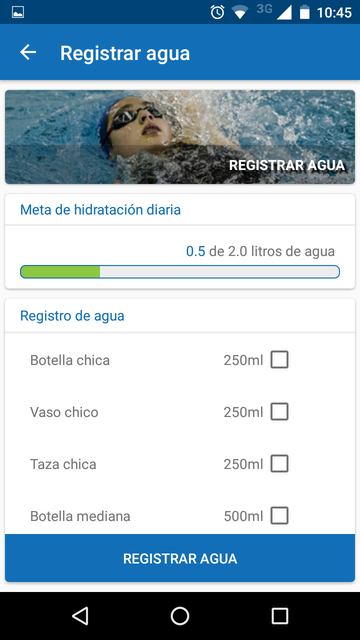 3G 10:45
Registrar agua
REGISTRAR AGUA
Meta de hidratación diaria
0.5 de 2.0 litros de agua
Registro de agua
Botella chica 250ml
Vaso chico 250ml
Taza chica 250ml
Botella mediana 500ml
REGISTRAR AGUA